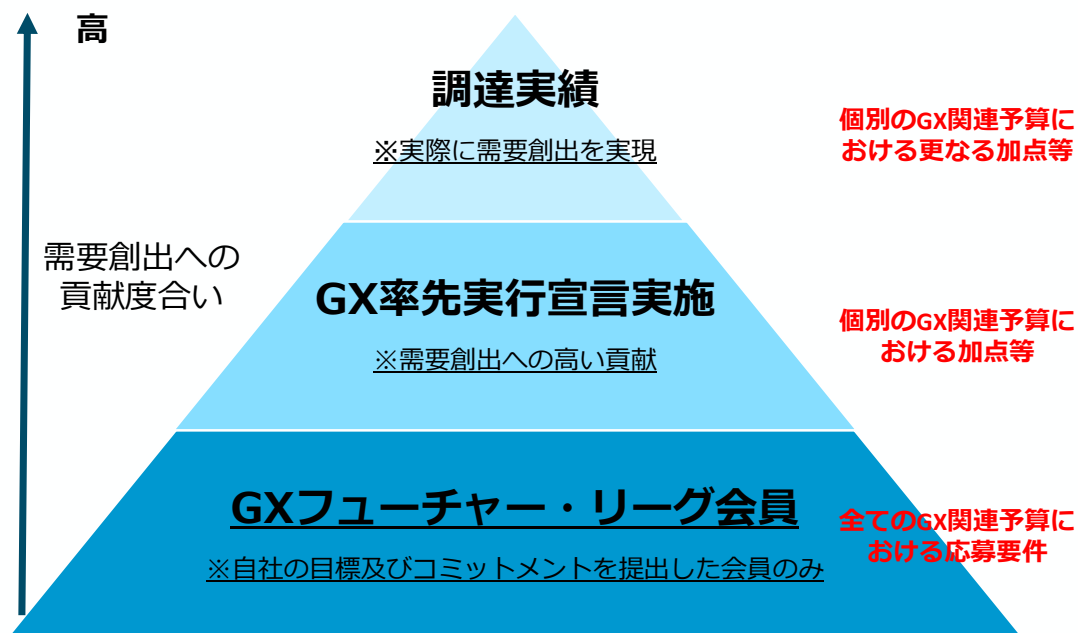 高
調達実績
※実際に需要創出を実現
個別のGX関連予算に
おける更なる加点等
需要創出への
貢献度合い
GX率先実行宣言実施
※需要創出への高い貢献
個別のGX関連予算に
おける加点等
GXフューチャー・リーグ会員
※自社の目標及びコミットメントを提出した会員のみ
全てのGX関連予算に
おける応募要件